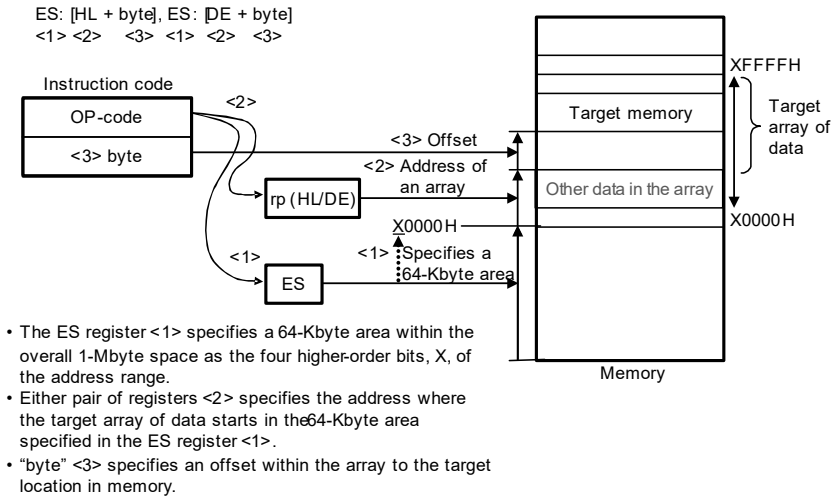 ES: [HL + byte], ES: [DE + byte]
<1> <2> <3> <1> <2> <3>
Instruction code
OP-code
<3> byte
<2>
<3> Offset
<2> Address of
an array
rp (HL/DE)
X0000H
<1>
<1> Specifies a
64-Kbyte area
ES
Target memory
Other data in the array
XFFFFH
Target
array of
data
X0000H
Memory
• The ES register <1> specifies a 64-Kbyte area within the
overall 1-Mbyte space as the four higher-order bits, X, of
the address range.
• Either pair of registers <2> specifies the address where
the target array of data starts in the64-Kbyte area
specified in the ES register <1>.
• “byte” <3> specifies an offset within the array to the target
location in memory.